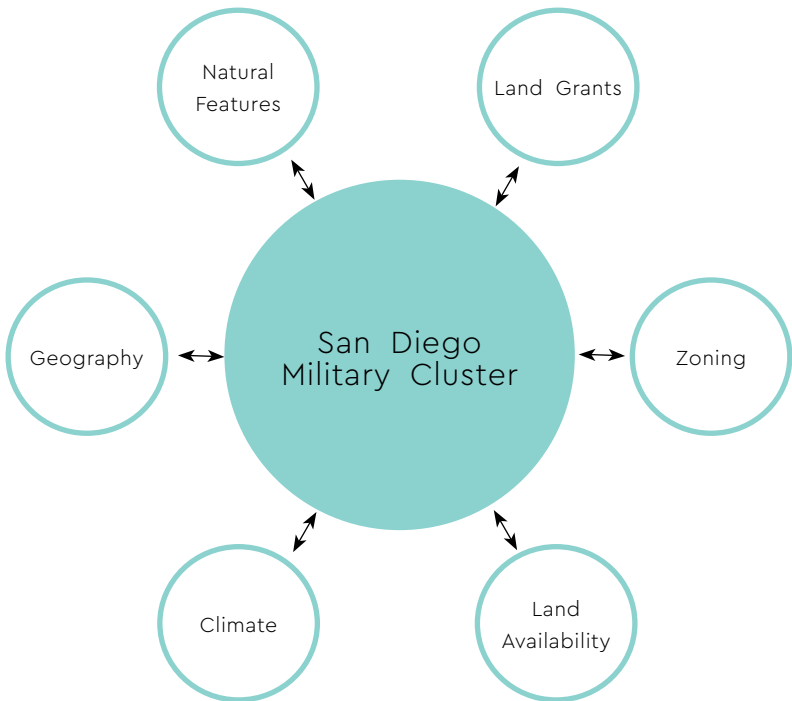 Natural
Features
Land Grants
Geography
San Diego
Military Cluster
Zoning
Climate
Land
Availability